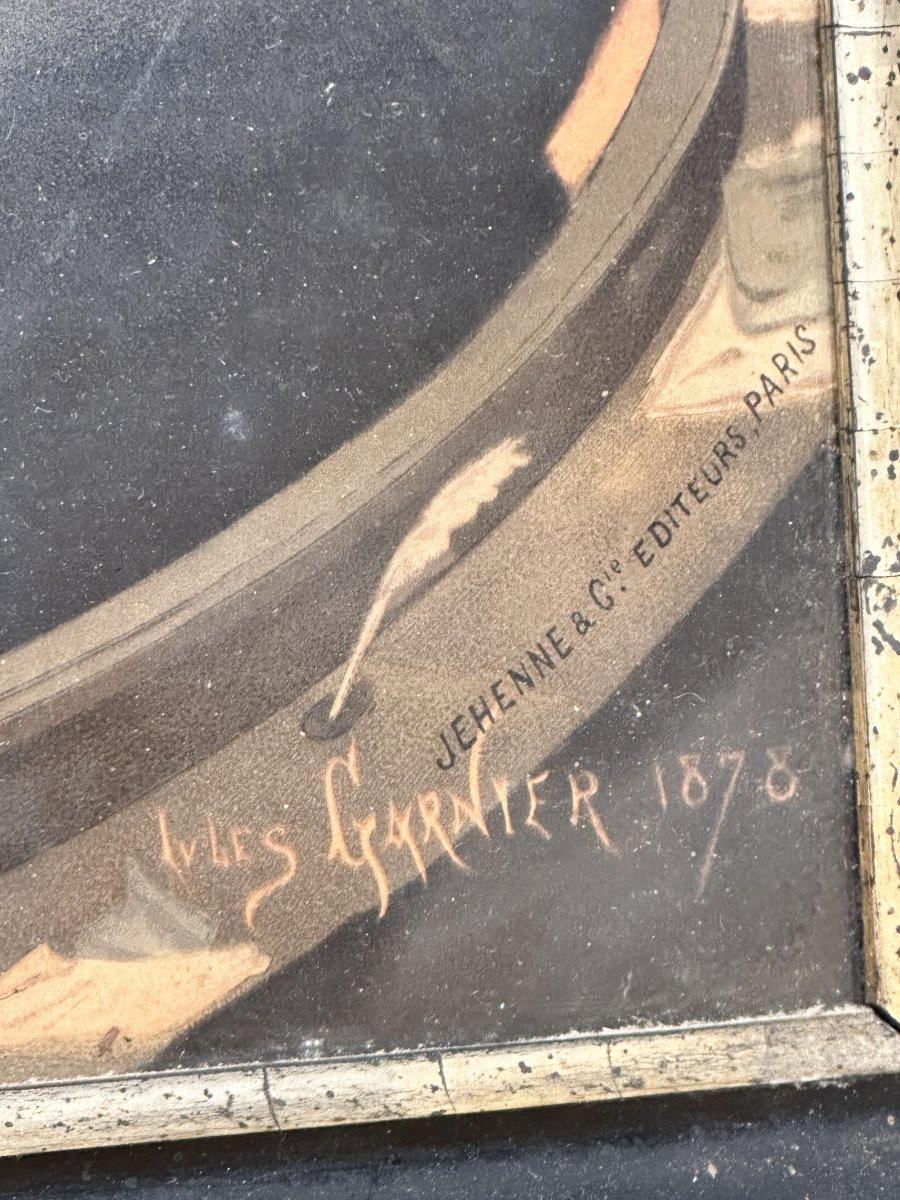 JEHENNE & Cie. EDITEURS, PARIS
JULES GARNIER 1878